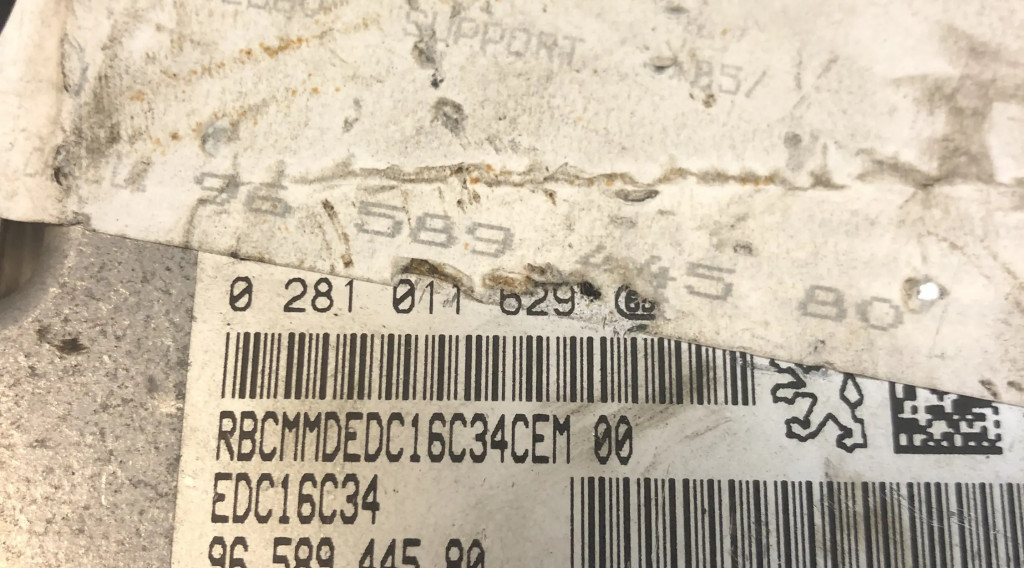 SUPPORT
96 589 445 80
0 281 011 629
RBCMMDEDC16C34CEM 00
EDC16C34
96 589 445 80